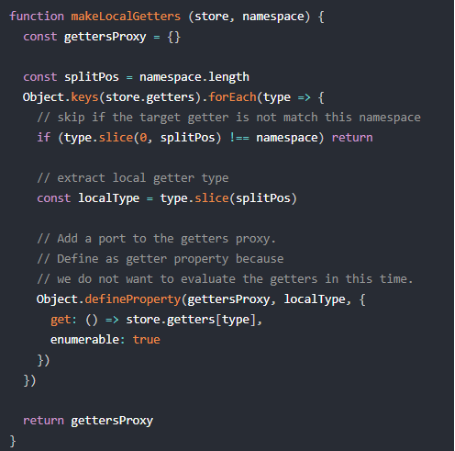 function makeLocalGetters (store, namespace) {
  const gettersProxy = {}

  const splitPos = namespace.length
  Object.keys(store.getters).forEach(type => {
    // skip if the target getter is not match this namespace
    if (type.slice(0, splitPos) !== namespace) return

    // extract local getter type
    const localType = type.slice(splitPos)

    // Add a port to the getters proxy.
    // Define as getter property because
    // we do not want to evaluate the getters in this time.
    Object.defineProperty(gettersProxy, localType, {
      get: () => store.getters[type],
      enumerable: true
    })
  })

  return gettersProxy
}